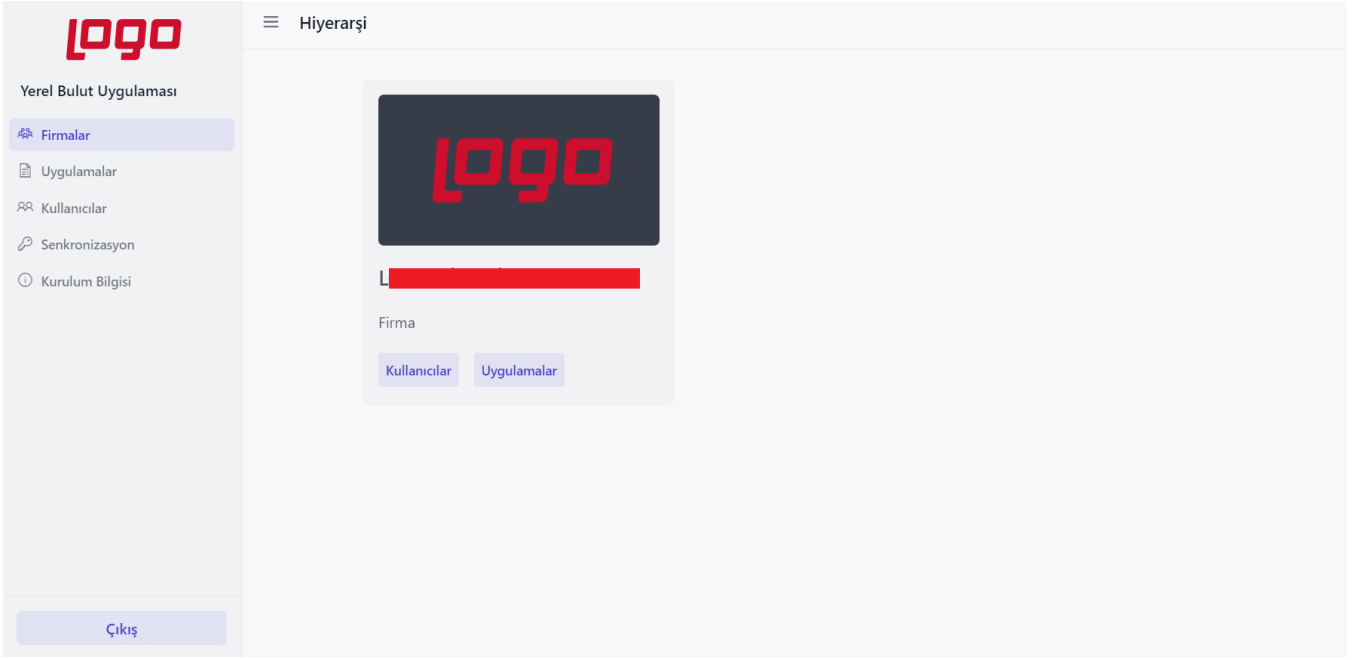 Logo
Yerel Bulut Uygulaması
Firmalar
Uygulamalar
Kullanıcılar
Senkronizasyon
Kurulum Bilgisi
Çıkış
Hiyerarşi
Logo
L
Firma
Kullanıcılar Uygulamalar